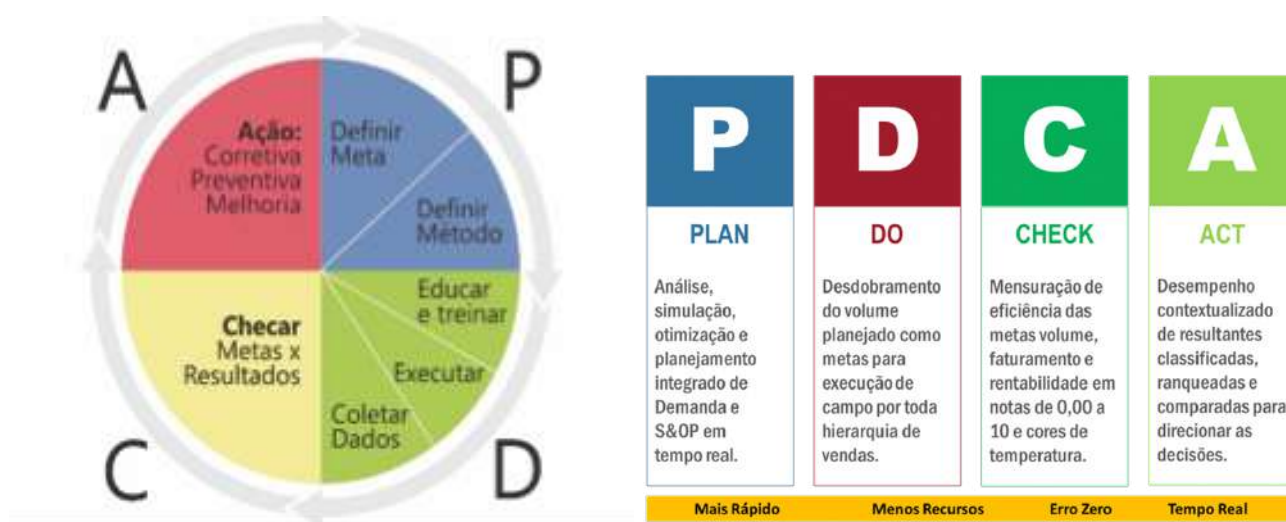 A
P
Ação:
Corretiva
Preventiva
Melhoria
Definir
Meta
Definir
Método
Educar
e treinar
Executar
Coletar
Dados
Checar
Metas x
Resultados
C
D
P
PLAN
Análise,
simulação,
otimização e
planejamento
integrado de
Demanda e
S&OP em
tempo real.
D
DO
Desdobramento
do volume
planejado como
metas para
execução de
campo por toda
hierarquia de
vendas.
C
CHECK
Mensuração de
eficiência das
metas volume,
faturamento e
rentabilidade em
notas de 0,00 a
10 e cores de
temperatura.
A
ACT
Desempenho
contextualizado
de resultantes
classificadas,
ranqueadas e
comparadas para
direcionar as
decisões.
Mais Rápido Menos Recursos Erro Zero Tempo Real